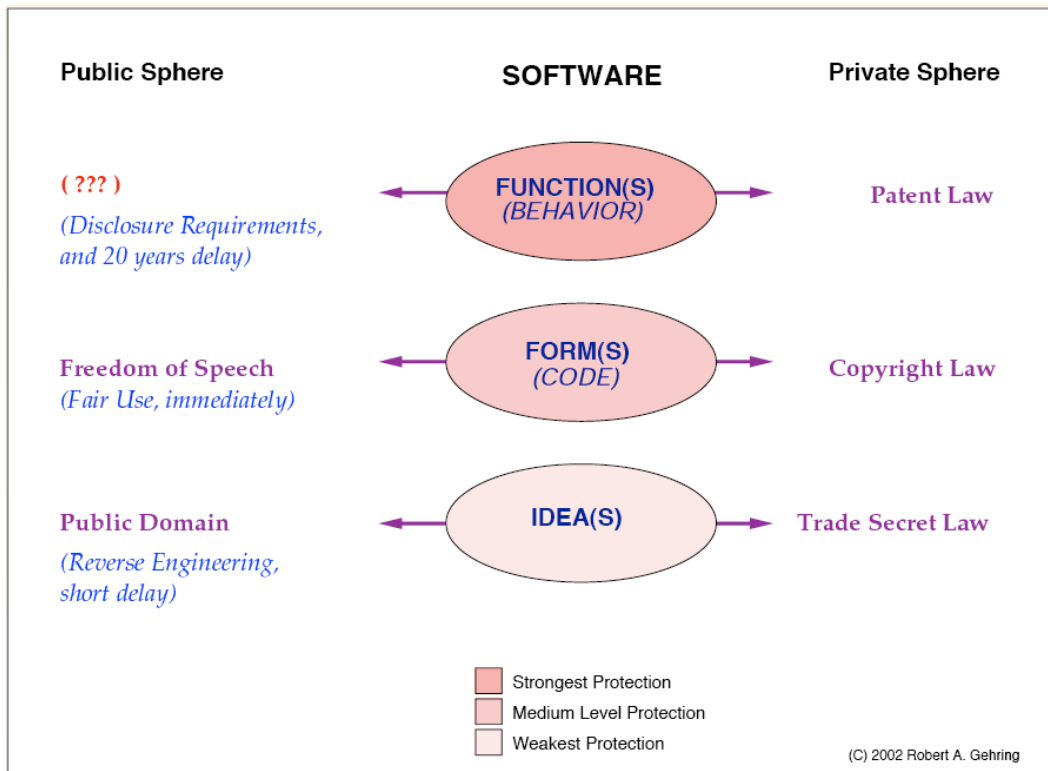 Public Sphere
SOFTWARE
Private Sphere
( ??? )
(Disclosure Requirements,
and 20 years delay)
FUNCTION(S)
(BEHAVIOR)
Patent Law
Freedom of Speech
(Fair Use, immediately)
FORM(S)
(CODE)
Copyright Law
Public Domain
(Reverse Engineering,
short delay)
IDEA(S)
Trade Secret Law
Strongest Protection
Medium Level Protection
Weakest Protection
(C) 2002 Robert A. Gehring